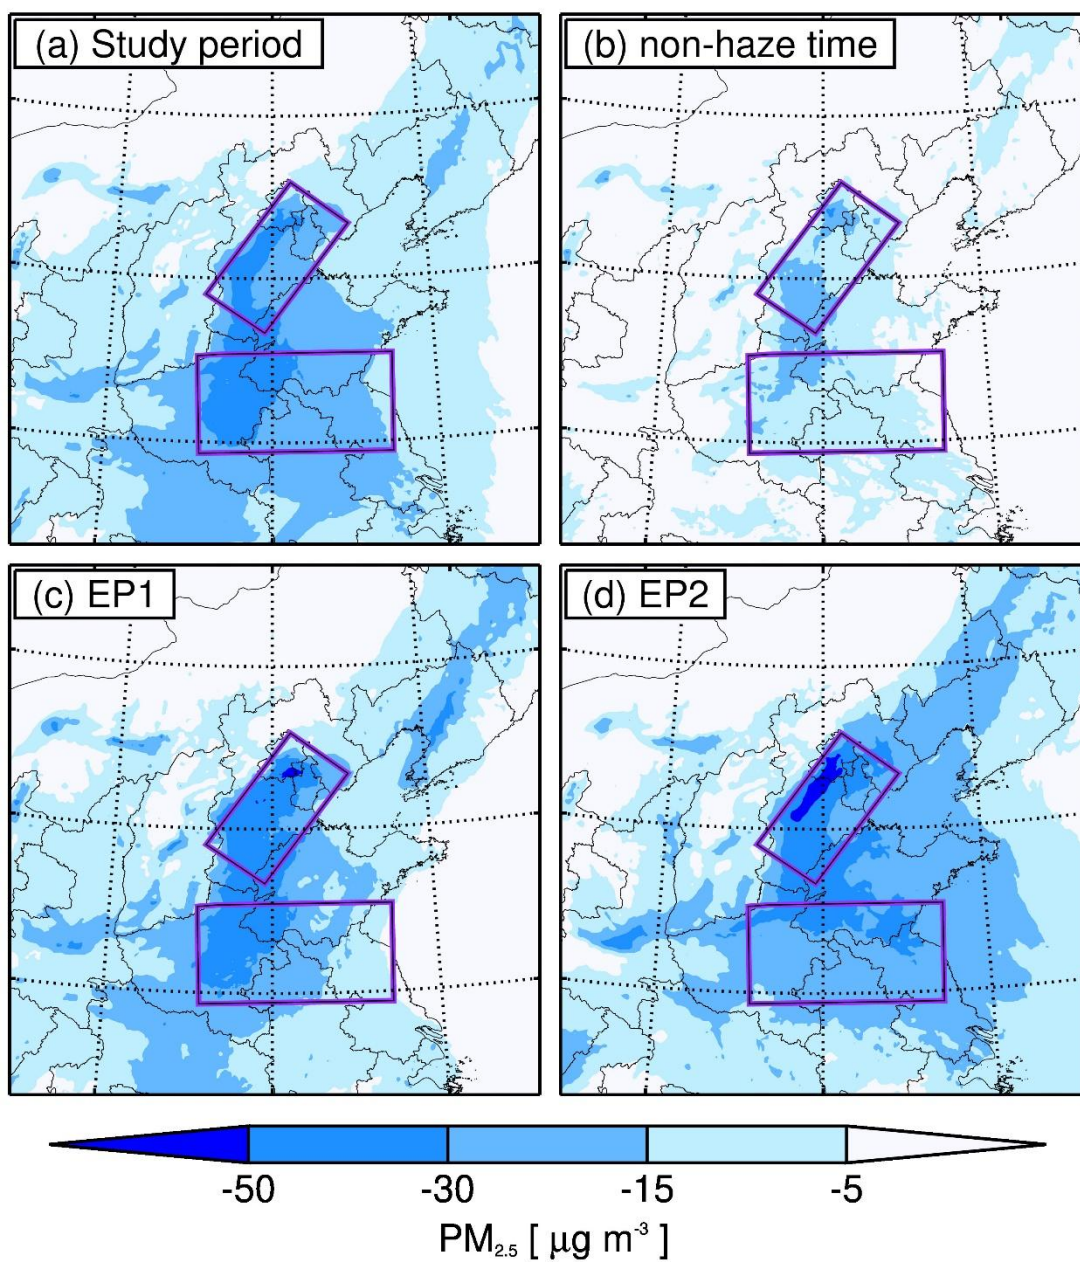 (a) Study period
(b) non-haze time
(c) EP1
(d) EP2
-50 -30 -15 -5
PM2.5 [ μg m-3 ]